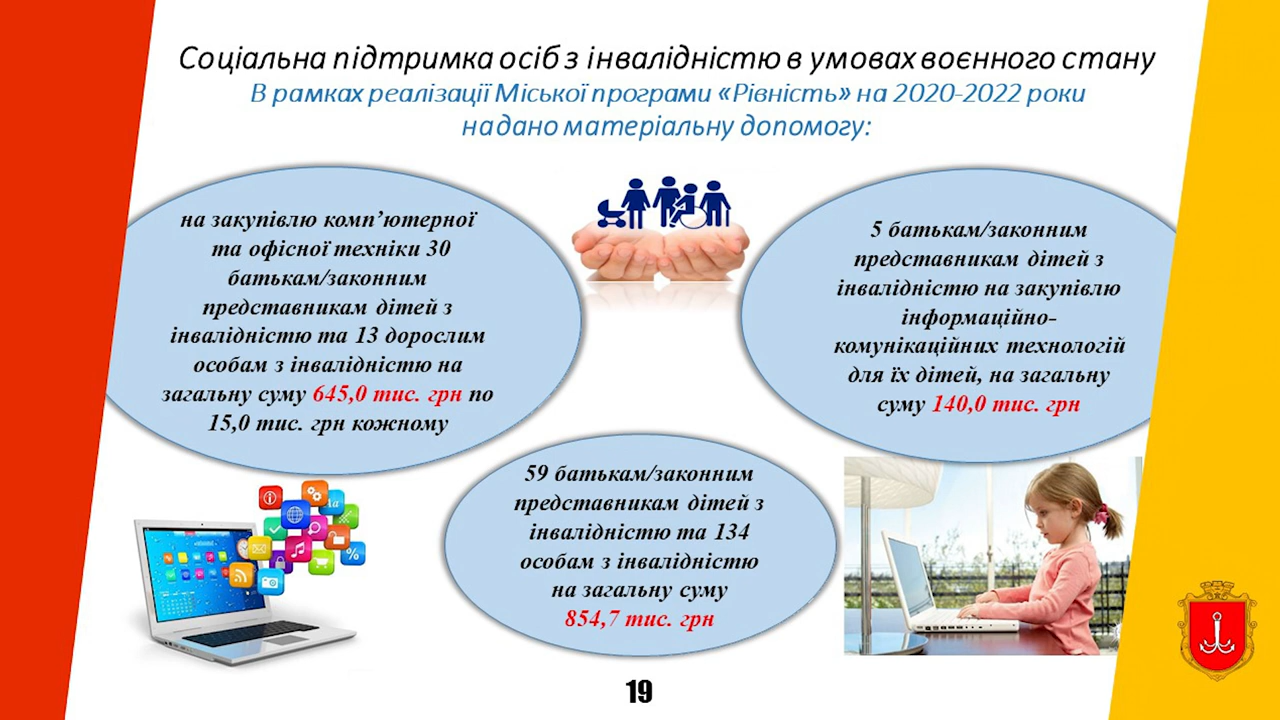 Соціальна підтримка осіб з інвалідністю в умовах воєнного стану
В рамках реалізації Міської програми «Рівність» на 2020-2022 роки
надано матеріальну допомогу:
на закупівлю комп’ютерної
та офісної техніки 30
батькам/законним
представникам дітей з
інвалідністю та 13 дорослим
особам з інвалідністю на
загальну суму 645,0 тис. грн по
15,0 тис. грн кожному
5 батькам/законним
представникам дітей з
інвалідністю на закупівлю
інформаційно-
комунікаційних технологій
для їх дітей, на загальну
суму 140,0 тис. грн
59 батькам/законним
представникам дітей з
інвалідністю та 134
особам з інвалідністю
на загальну суму
854,7 тис. грн
19